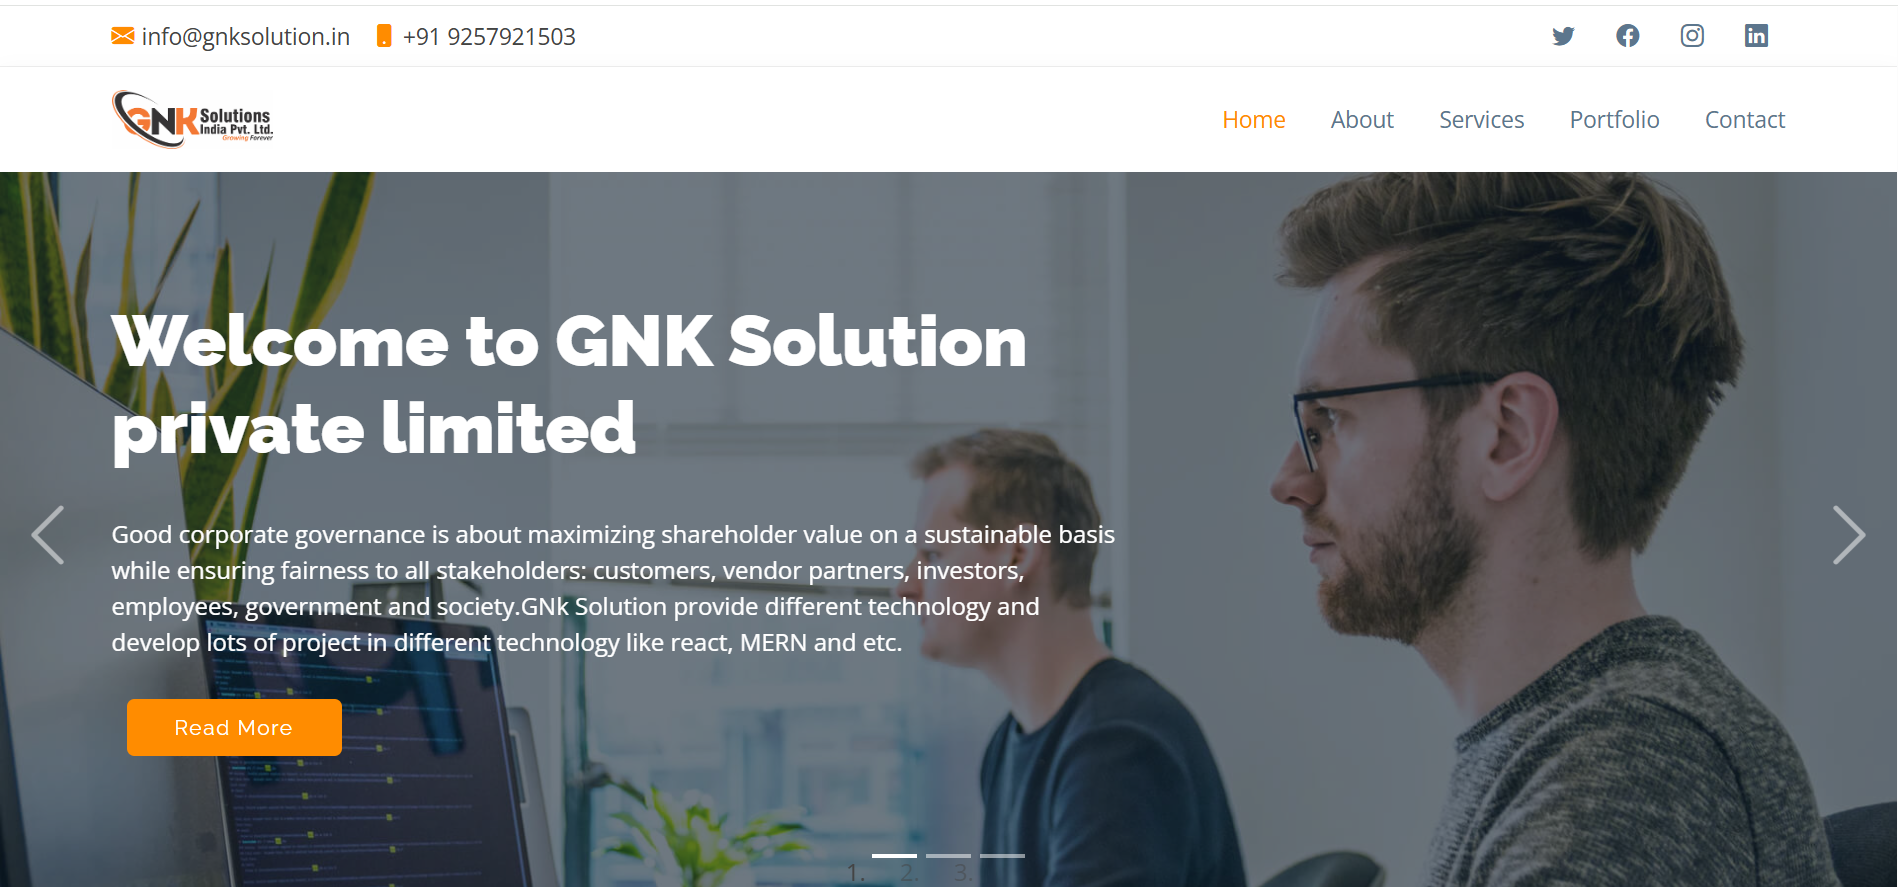 info@gnksolution.in +91 9257921503
GNK Solutions
India Pvt. Ltd.
Growing Forever
Home About Services Portfolio Contact
Welcome to GNK Solution
private limited
Good corporate governance is about maximizing shareholder value on a sustainable basis
while ensuring fairness to all stakeholders: customers, vendor partners, investors,
employees, government and society.GNk Solution provide different technology and
develop lots of project in different technology like react, MERN and etc.
Read More
1. 2. 3.